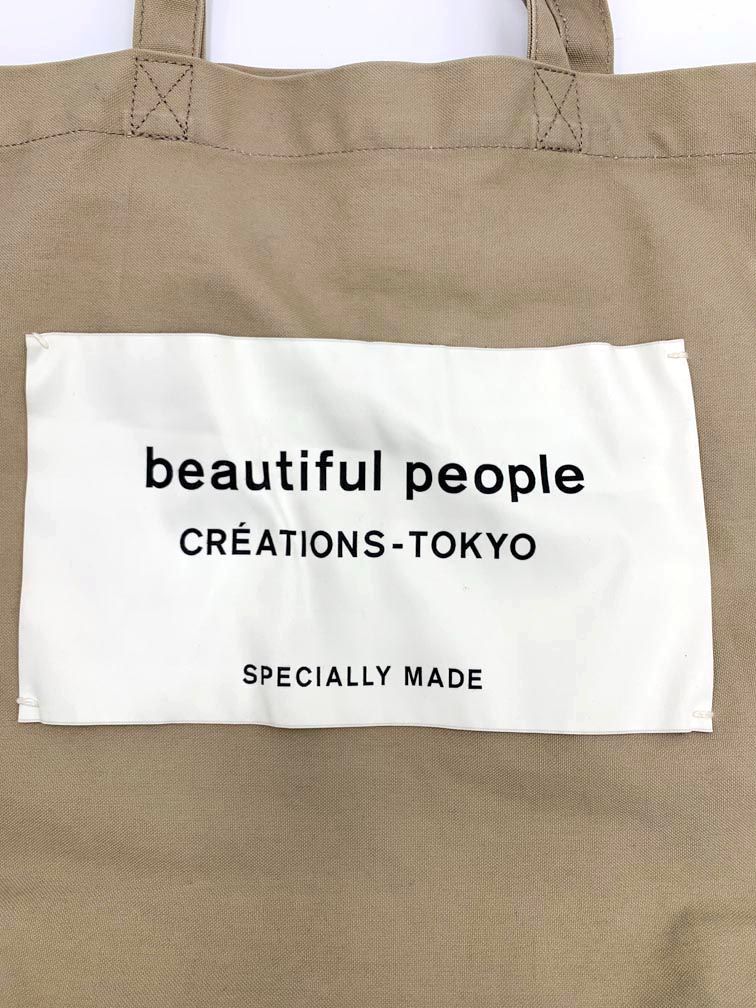 beautiful people
CRÉATIONS-TOKYO
SPECIALLY MADE